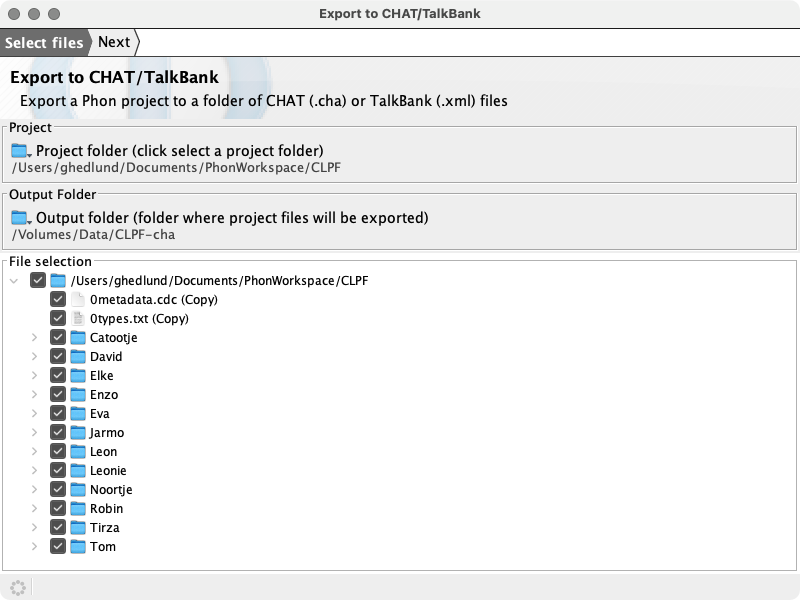 Export to CHAT/TalkBank
Select files Next
Export to CHAT/TalkBank
Export a Phon project to a folder of CHAT (.cha) or TalkBank (.xml) files
Project
Project folder (click select a project folder)
/Users/ghedlund/Documents/PhonWorkspace/CLPF
Output Folder
Output folder (folder where project files will be exported)
/Volumes/Data/CLPF-cha
File selection
/Users/ghedlund/Documents/PhonWorkspace/CLPF
0metadata.cdc (Copy)
0types.txt (Copy)
Catootje
David
Elke
Enzo
Eva
Jarmo
Leon
Leonie
Noortje
Robin
Tirza
Tom